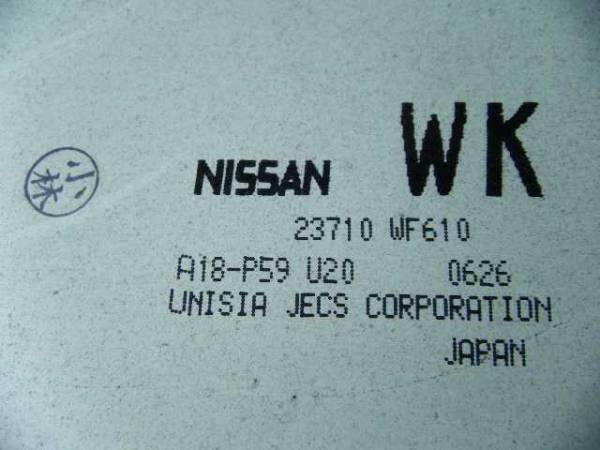 小林
NISSAN WK
23710 WF610
A18-P59 U20 0626
UNISIA JECS CORPORATION
JAPAN